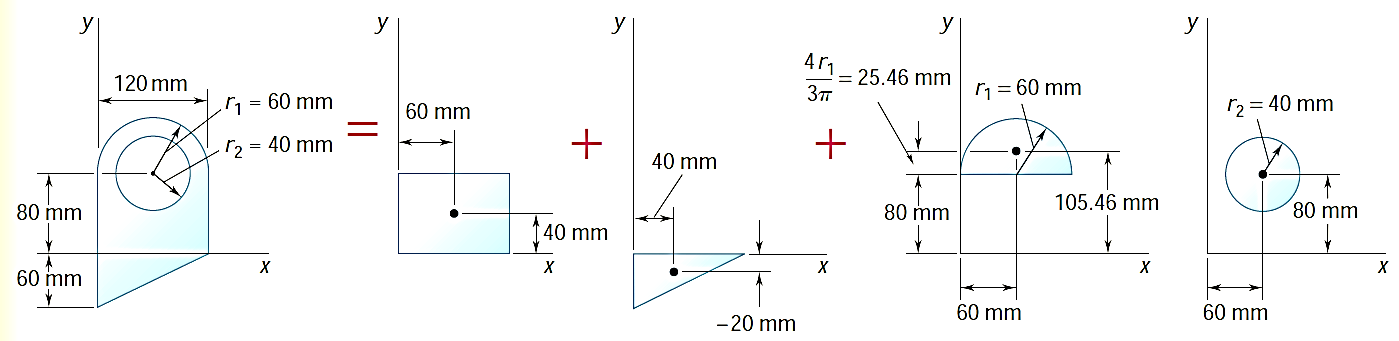 y
120 mm
r1 = 60 mm
r2 = 40 mm
80 mm
60 mm
x
=
y
60 mm
40 mm
x
+
y
40 mm
x
−20 mm
+
y
4r1/3π = 25.46 mm
r1 = 60 mm
80 mm
105.46 mm
x
60 mm
y
r2 = 40 mm
80 mm
x
60 mm